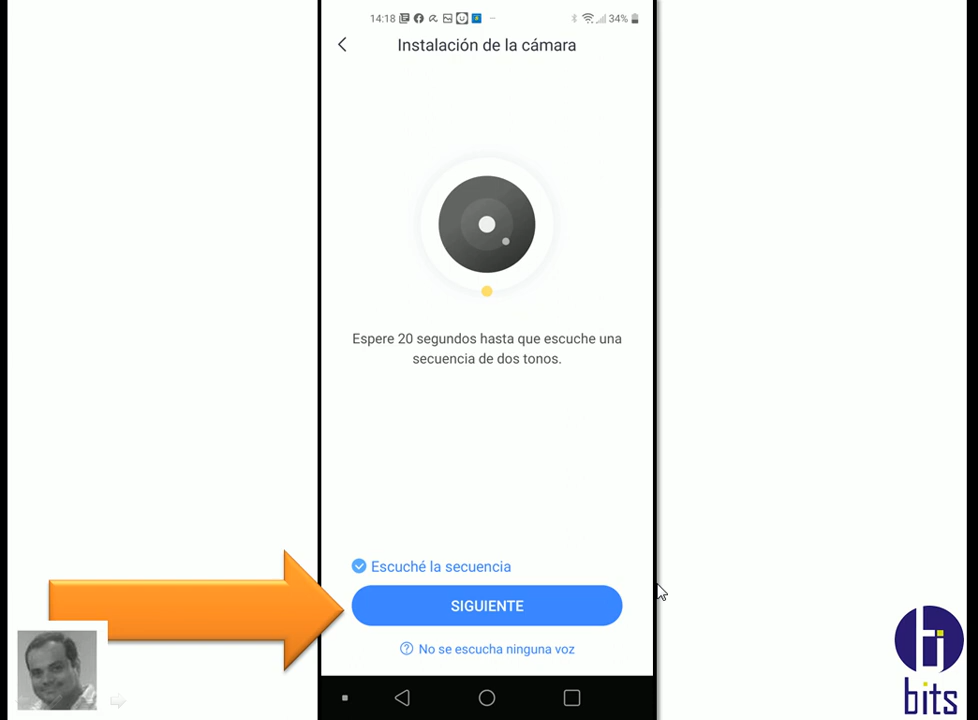 14:18
34%
Instalación de la cámara
Espere 20 segundos hasta que escuche una
secuencia de dos tonos.
Escuché la secuencia
SIGUIENTE
No se escucha ninguna voz
bits